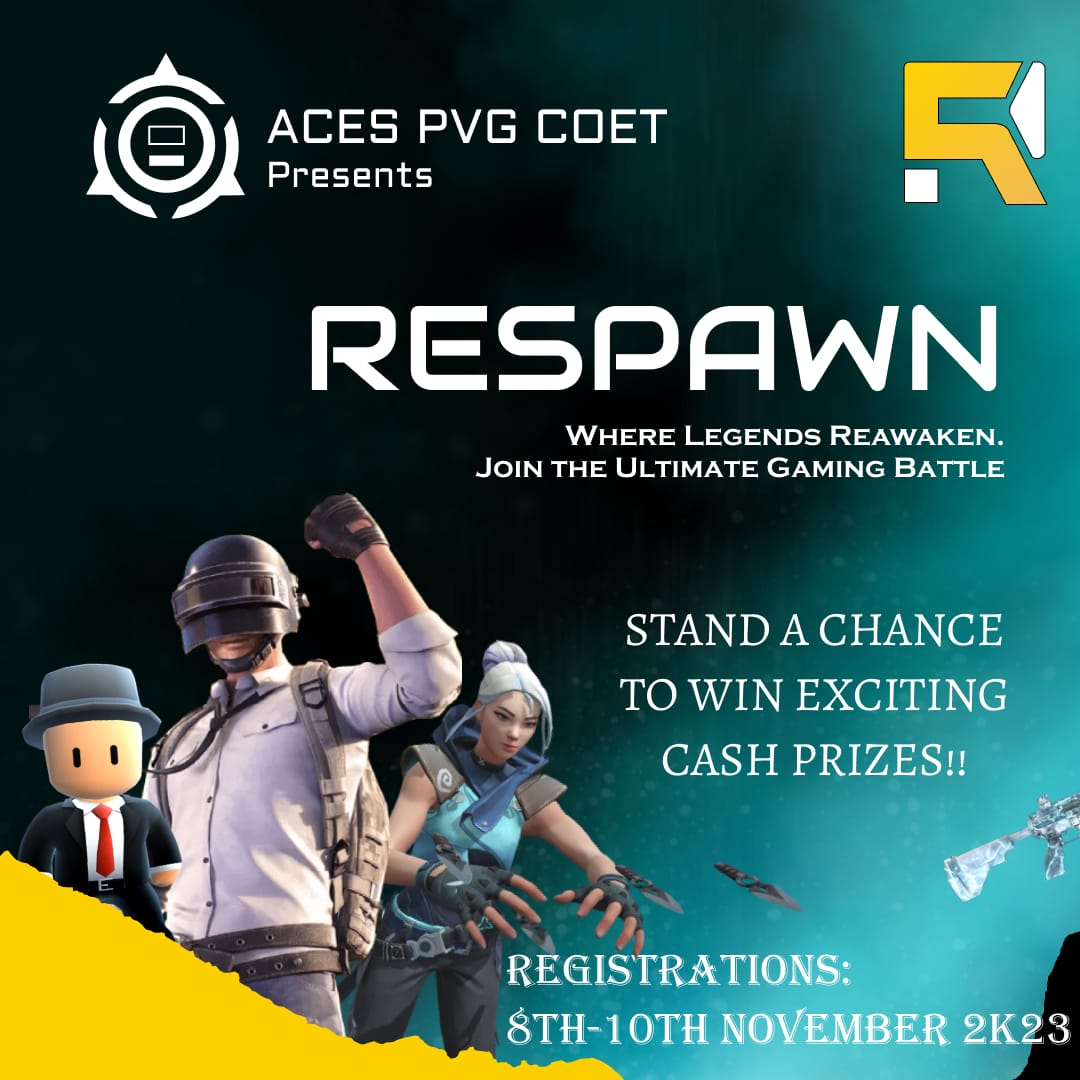 ACES PVG COET
Presents
RESPAWN
WHERE LEGENDS REAWAKEN.
JOIN THE ULTIMATE GAMING BATTLE
STAND A CHANCE
TO WIN EXCITING
CASH PRIZES!!
REGISTRATIONS:
8TH-10TH NOVEMBER 2K23